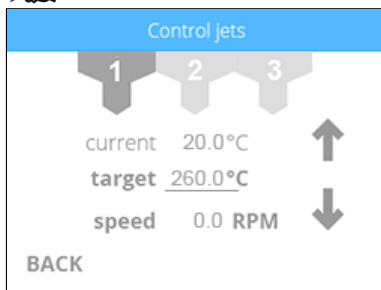 Control jets
1 2 3
current 20.0°C
target 260.0°C
speed 0.0 RPM
BACK